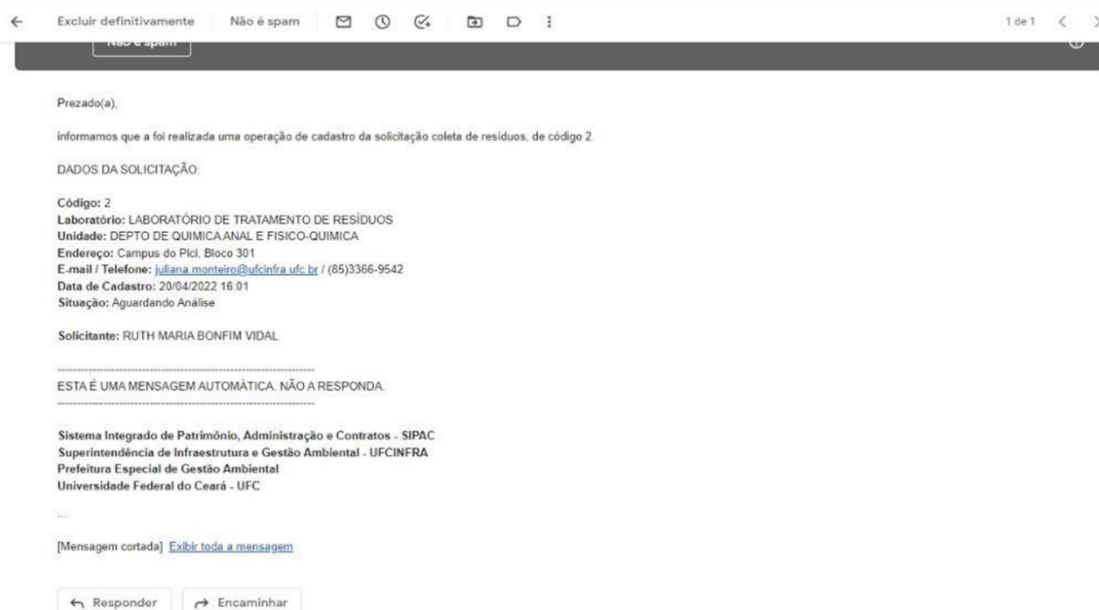 Excluir definitivamente Não é spam 1 de 1
Não é spam
Prezado(a),
informamos que a foi realizada uma operação de cadastro da solicitação coleta de resíduos, de código 2.
DADOS DA SOLICITAÇÃO:
Código: 2
Laboratório: LABORATÓRIO DE TRATAMENTO DE RESÍDUOS
Unidade: DEPTO DE QUIMICA ANAL E FISICO-QUIMICA
Endereço: Campus do Pici, Bloco 301
E-mail / Telefone: juliana.monteiro@ufcinfra.ufc.br / (85)3366-9542
Data de Cadastro: 20/04/2022 16:01
Situação: Aguardando Análise
Solicitante: RUTH MARIA BONFIM VIDAL
--------------------------------------------------------------------
ESTA É UMA MENSAGEM AUTOMÁTICA. NÃO A RESPONDA.
--------------------------------------------------------------------
Sistema Integrado de Patrimônio, Administração e Contratos - SIPAC
Superintendência de Infraestrutura e Gestão Ambiental - UFCINFRA
Prefeitura Especial de Gestão Ambiental
Universidade Federal do Ceará - UFC
...
[Mensagem cortada] Exibir toda a mensagem
Responder Encaminhar